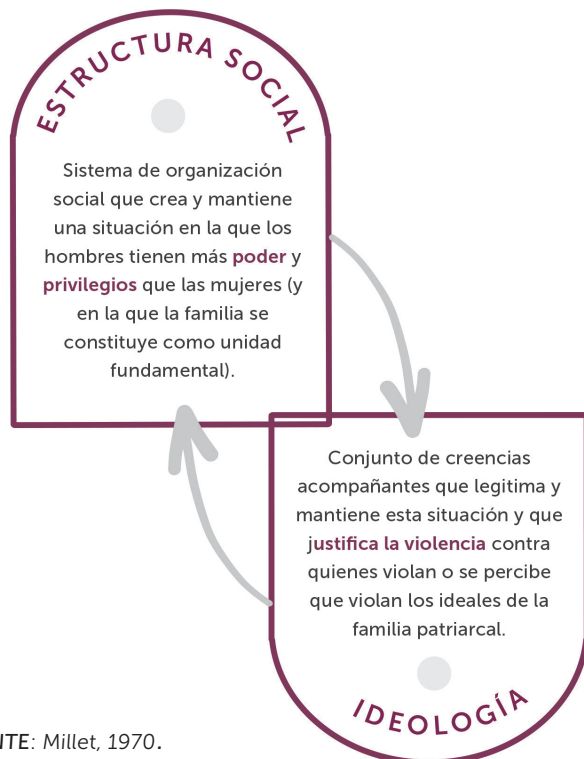 ESTRUCTURA SOCIAL
Sistema de organización
social que crea y mantiene
una situación en la que los
hombres tienen más poder y
privilegios que las mujeres (y
en la que la familia se
constituye como unidad
fundamental).
Conjunto de creencias
acompañantes que legitima y
mantiene esta situación y que
justifica la violencia contra
quienes violan o se percibe
que violan los ideales de la
familia patriarcal.
IDEOLOGÍA
NTE: Millet, 1970.